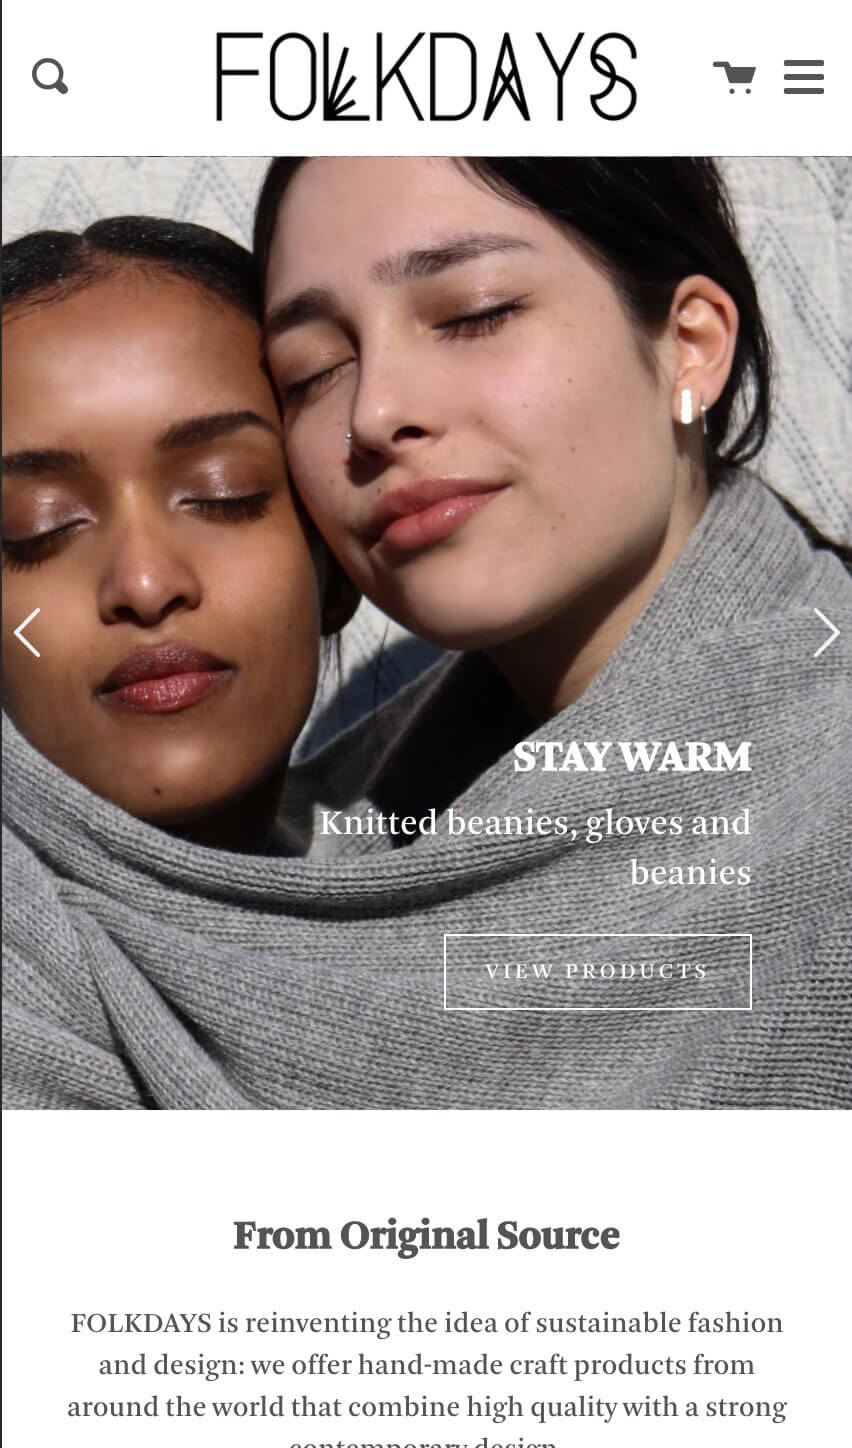 FOLKDAYS
STAY WARM
Knitted beanies, gloves and
beanies
VIEW PRODUCTS
From Original Source
FOLKDAYS is reinventing the idea of sustainable fashion
and design: we offer hand-made craft products from
around the world that combine high quality with a strong
contemporary design.